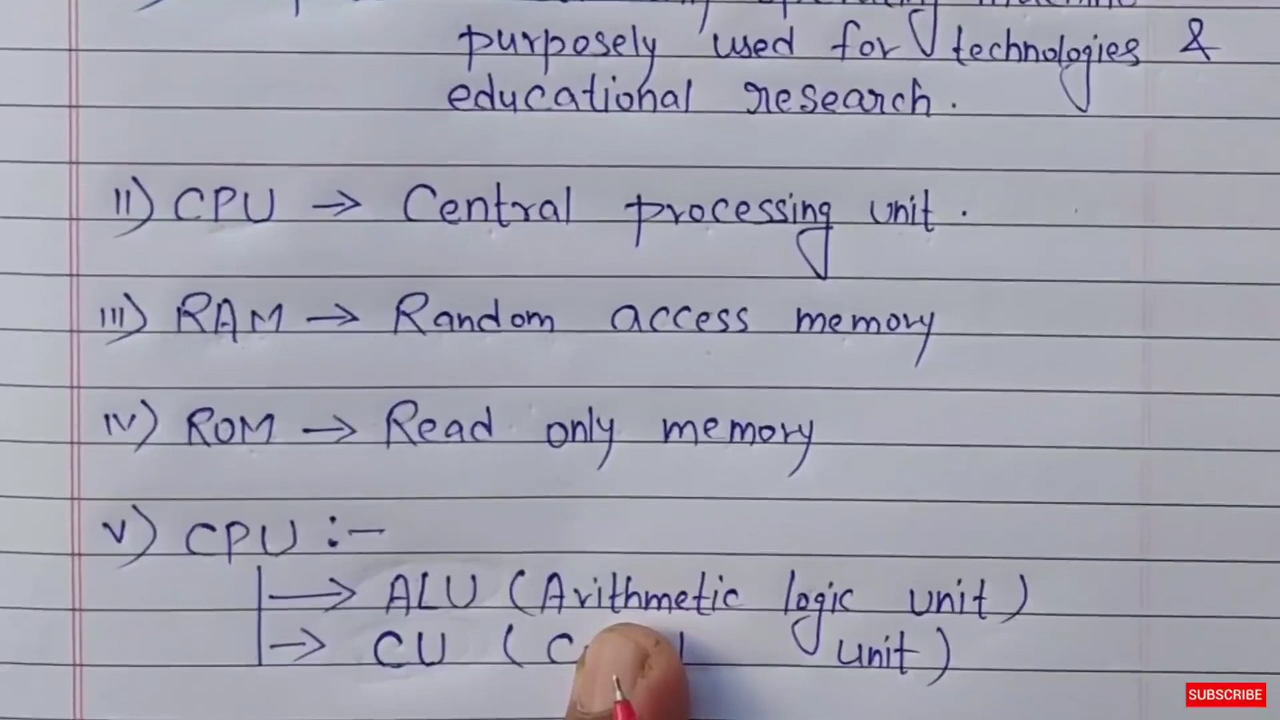 purposely used for technologies &
educational research.
II) CPU → Central processing unit.
III) RAM → Random access memory
IV) ROM → Read only memory
V) CPU :-
→ ALU (Arithmetic logic unit)
→ CU ( unit)
SUBSCRIBE